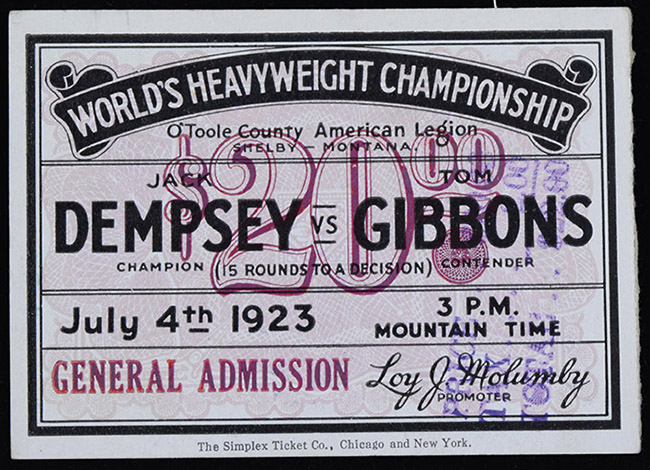 WORLD'S HEAVYWEIGHT CHAMPIONSHIP
O'Toole County American Legion
SHELBY - MONTANA.
$20.00
JACK TOM
DEMPSEY VS GIBBONS
CHAMPION (15 ROUNDS TO A DECISION) CONTENDER
July 4th 1923
3 P.M.
MOUNTAIN TIME
GENERAL ADMISSION
Loy J. Molumby
PROMOTER
The Simplex Ticket Co., Chicago and New York.